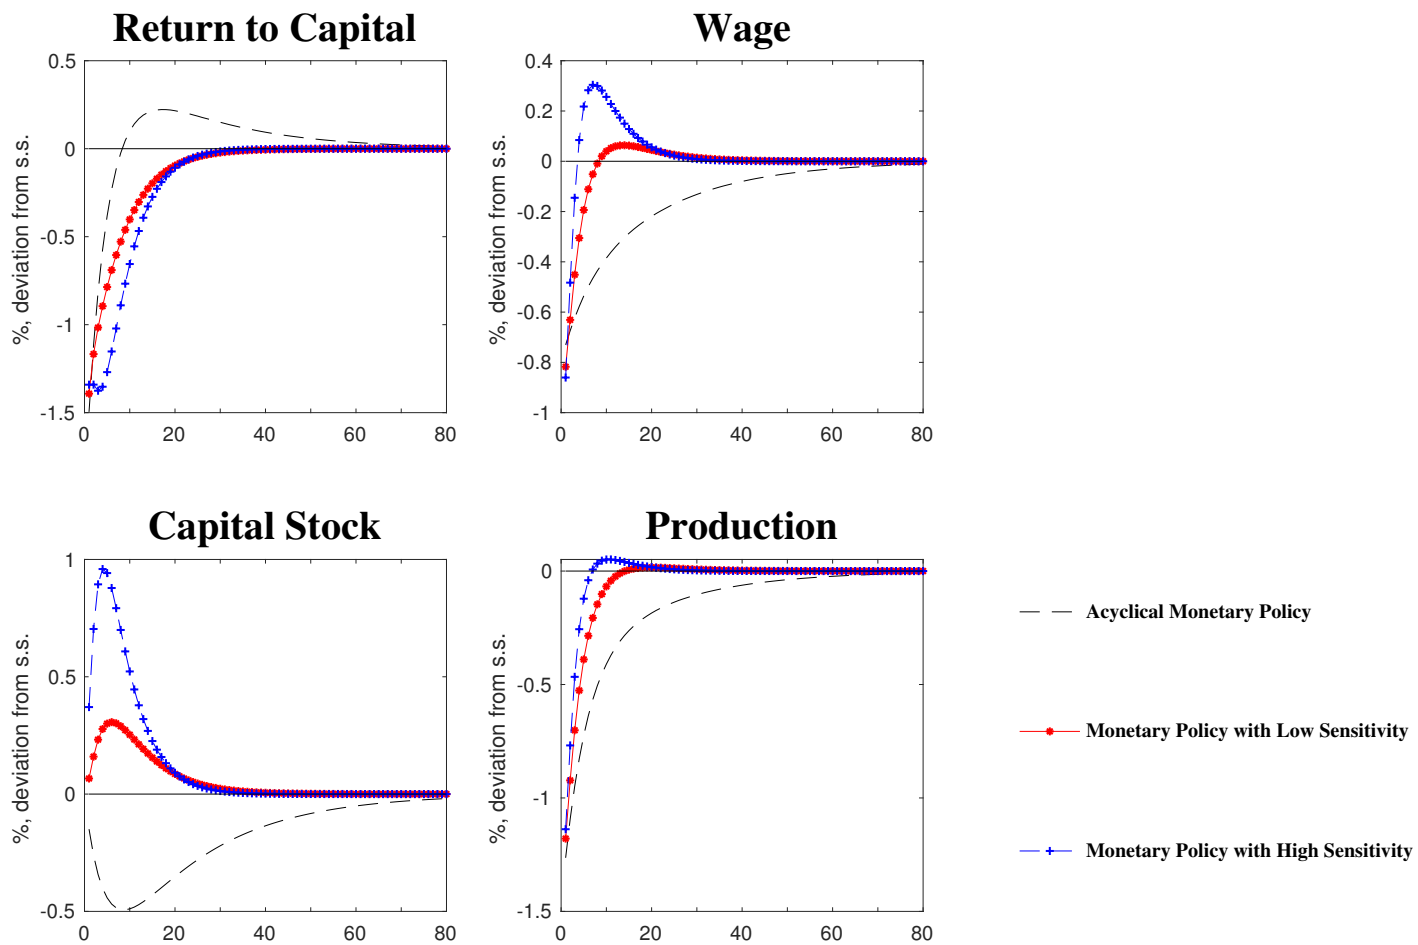 Return to Capital
%, deviation from s.s.
0.5
0
-0.5
-1
-1.5
0 20 40 60 80
Wage
%, deviation from s.s.
0.4
0.2
0
-0.2
-0.4
-0.6
-0.8
-1
0 20 40 60 80
Capital Stock
%, deviation from s.s.
1
0.5
0
-0.5
0 20 40 60 80
Production
%, deviation from s.s.
0
-0.5
-1
-1.5
0 20 40 60 80
Acyclical Monetary Policy
Monetary Policy with Low Sensitivity
Monetary Policy with High Sensitivity